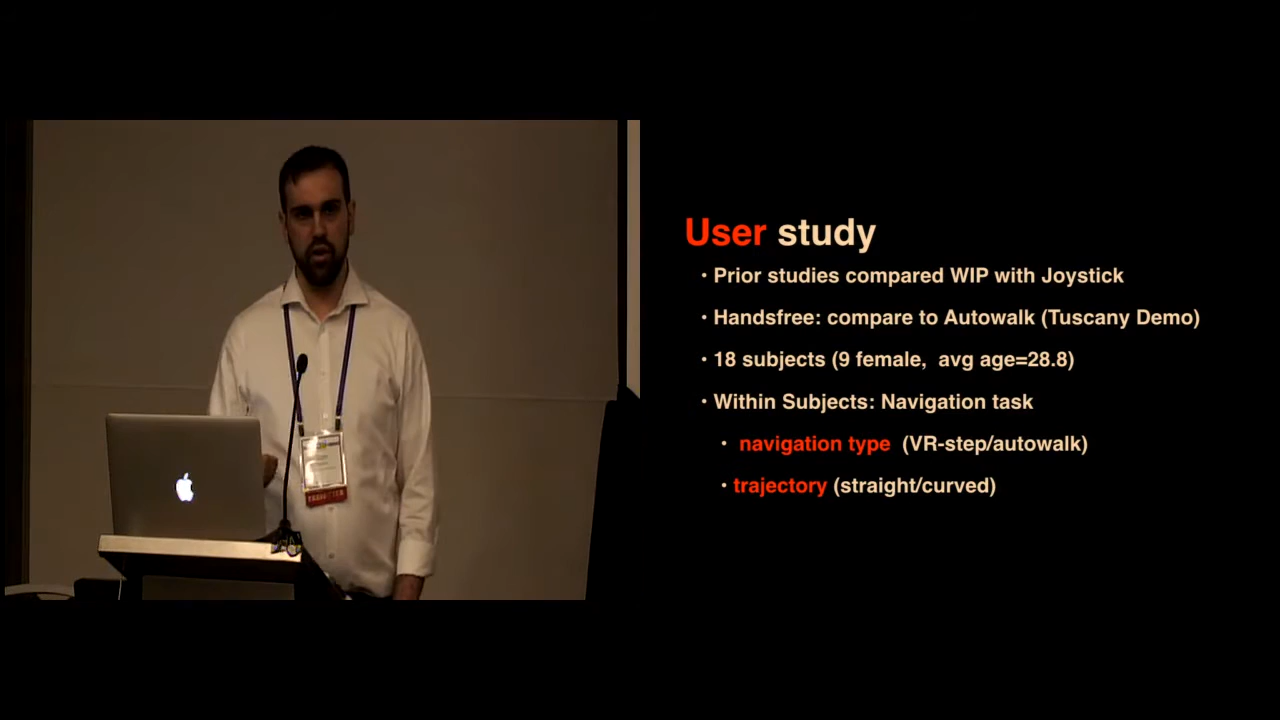 User study
• Prior studies compared WIP with Joystick
• Handsfree: compare to Autowalk (Tuscany Demo)
• 18 subjects (9 female, avg age=28.8)
• Within Subjects: Navigation task
• navigation type (VR-step/autowalk)
• trajectory (straight/curved)